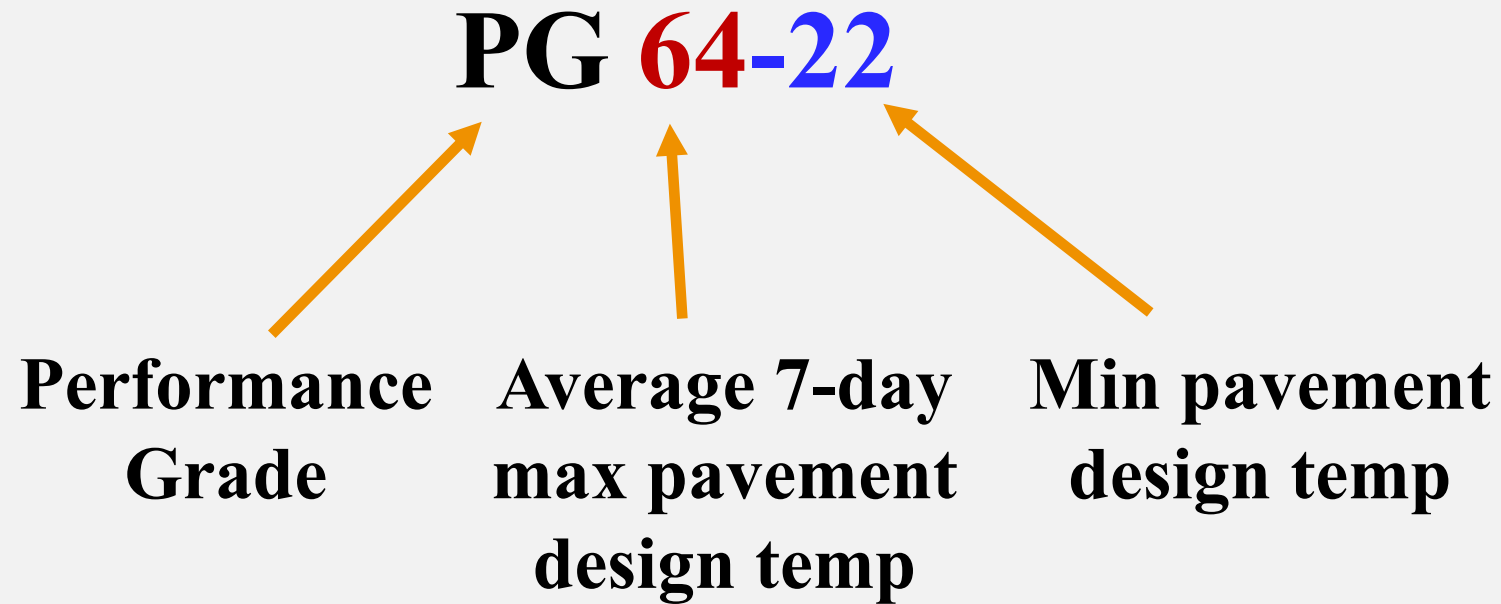 PG 64-22
Performance
Grade
Average 7-day
max pavement
design temp
Min pavement
design temp